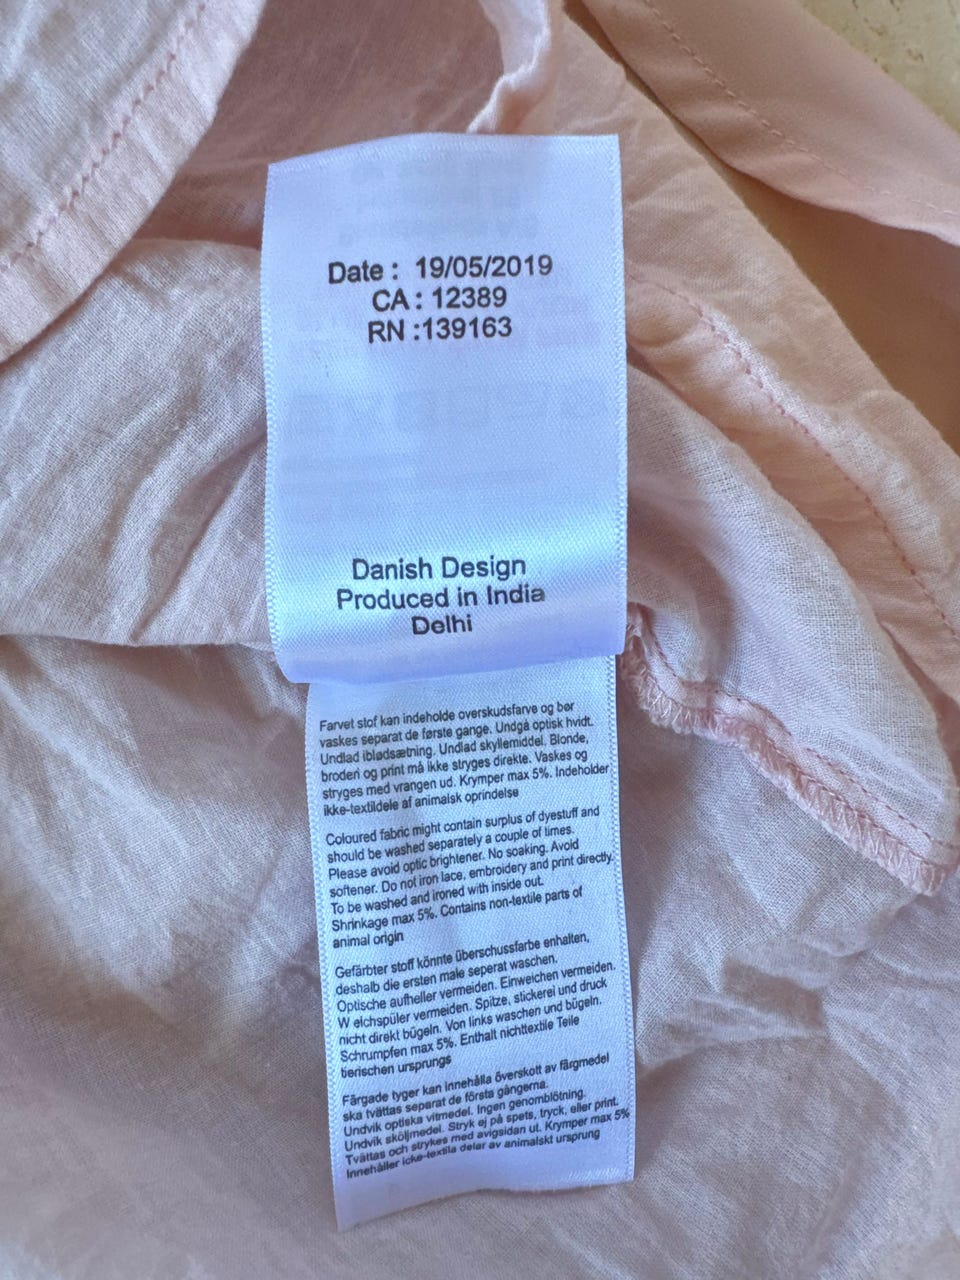 Date : 19/05/2019
CA : 12389
RN :139163
Danish Design
Produced in India
Delhi
Farvet stof kan indeholde overskudsfarve og bør
vaskes separat de første gange. Undgå optisk hvidt.
Undlad iblødsætning. Undlad skyllemiddel. Blonde,
broderi og print må ikke stryges direkte. Vaskes og
stryges med vrangen ud. Krymper max 5%. Indeholder
ikke-textildele af animalsk oprindelse
Coloured fabric might contain surplus of dyestuff and
should be washed separately a couple of times.
Please avoid optic brightener. No soaking. Avoid
softener. Do not iron lace, embroidery and print directly.
To be washed and ironed with inside out.
Shrinkage max 5%. Contains non-textile parts of
animal origin
Gefärbter stoff könnte überschussfarbe enhalten,
deshalb die ersten male seperat waschen.
Optische aufheller vermeiden. Einweichen vermeiden.
W eichspüler vermeiden. Spitze, stickerei und druck
nicht direkt bügeln. Von links waschen und bügeln.
Schrumpfen max 5%. Enthalt nichttextile Teile
tierischen ursprungs
Färgade tyger kan innehålla överskott av färgmedel
ska tvättas separat de första gångerna.
Undvik optiska vitmedel. Ingen genomblötning.
Undvik sköljmedel. Stryk ej på spets, tryck, eller print.
Tvättas och strykes med avigsidan ut. Krymper max 5%
Innehåller icke-textila delar av animalskt ursprung